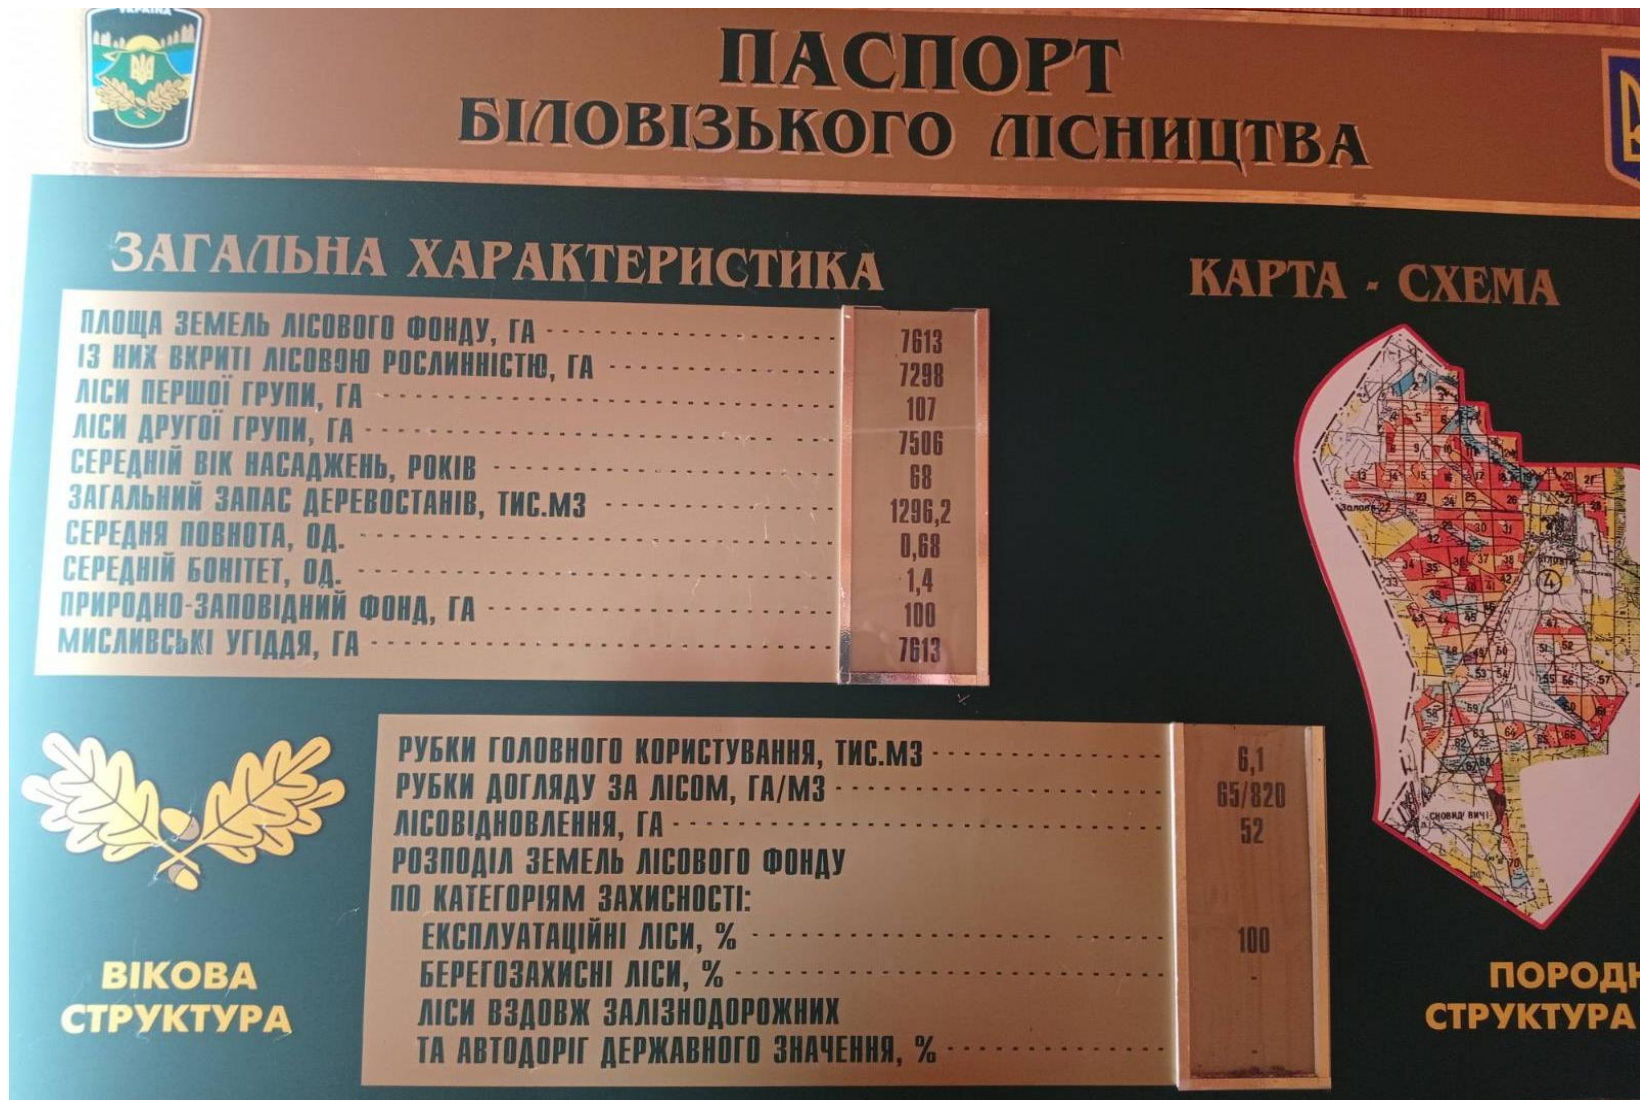 УКРАЇНА
ПАСПОРТ
БІЛОВІЗЬКОГО ЛІСНИЦТВА
ЗАГАЛЬНА ХАРАКТЕРИСТИКА
ПЛОЩА ЗЕМЕЛЬ ЛІСОВОГО ФОНДУ, ГА 7613
ІЗ НИХ ВКРИТІ ЛІСОВОЮ РОСЛИННІСТЮ, ГА 7298
ЛІСИ ПЕРШОЇ ГРУПИ, ГА 107
ЛІСИ ДРУГОЇ ГРУПИ, ГА 7506
СЕРЕДНІЙ ВІК НАСАДЖЕНЬ, РОКІВ 68
ЗАГАЛЬНИЙ ЗАПАС ДЕРЕВОСТАНІВ, ТИС.М3 1296,2
СЕРЕДНЯ ПОВНОТА, ОД. 0,68
СЕРЕДНІЙ БОНІТЕТ, ОД. 1,4
ПРИРОДНО-ЗАПОВІДНИЙ ФОНД, ГА 100
МИСЛИВСЬКІ УГІДДЯ, ГА 7613
КАРТА - СХЕМА
СНОВИДОВИЧІ
РУБКИ ГОЛОВНОГО КОРИСТУВАННЯ, ТИС.М3 6,1
РУБКИ ДОГЛЯДУ ЗА ЛІСОМ, ГА/М3 65/820
ЛІСОВІДНОВЛЕННЯ, ГА 52
РОЗПОДІЛ ЗЕМЕЛЬ ЛІСОВОГО ФОНДУ
ПО КАТЕГОРІЯМ ЗАХИСНОСТІ:
ЕКСПЛУАТАЦІЙНІ ЛІСИ, % 100
БЕРЕГОЗАХИСНІ ЛІСИ, % -
ЛІСИ ВЗДОВЖ ЗАЛІЗНОДОРОЖНИХ
ТА АВТОДОРІГ ДЕРЖАВНОГО ЗНАЧЕННЯ, % -
ВІКОВА
СТРУКТУРА
ПОРОДН
СТРУКТУРА